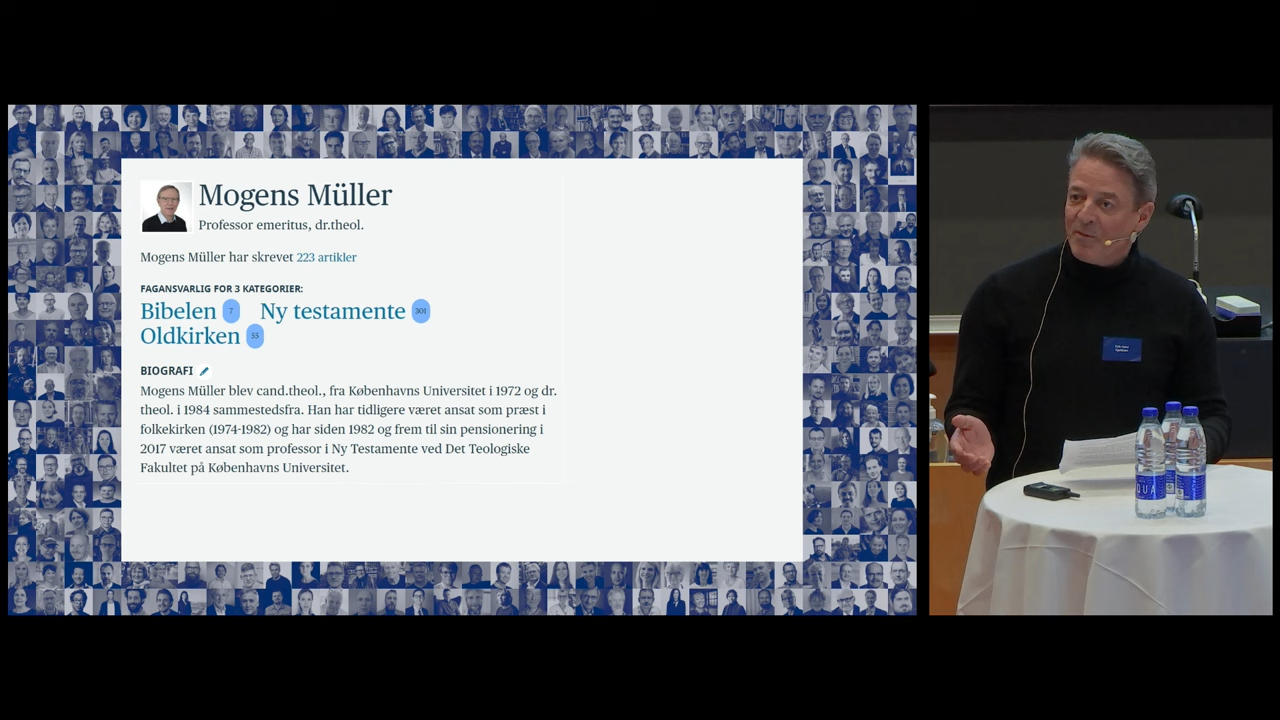 Mogens Müller
Professor emeritus, dr.theol.
Mogens Müller har skrevet 223 artikler
FAGANSVARLIG FOR 3 KATEGORIER:
Bibelen 7 Ny testamente 301
Oldkirken 55
BIOGRAFI
Mogens Müller blev cand.theol., fra Københavns Universitet i 1972 og dr.
theol. i 1984 sammestedsfra. Han har tidligere været ansat som præst i
folkekirken (1974-1982) og har siden 1982 og frem til sin pensionering i
2017 været ansat som professor i Ny Testamente ved Det Teologiske
Fakultet på Københavns Universitet.
QUA